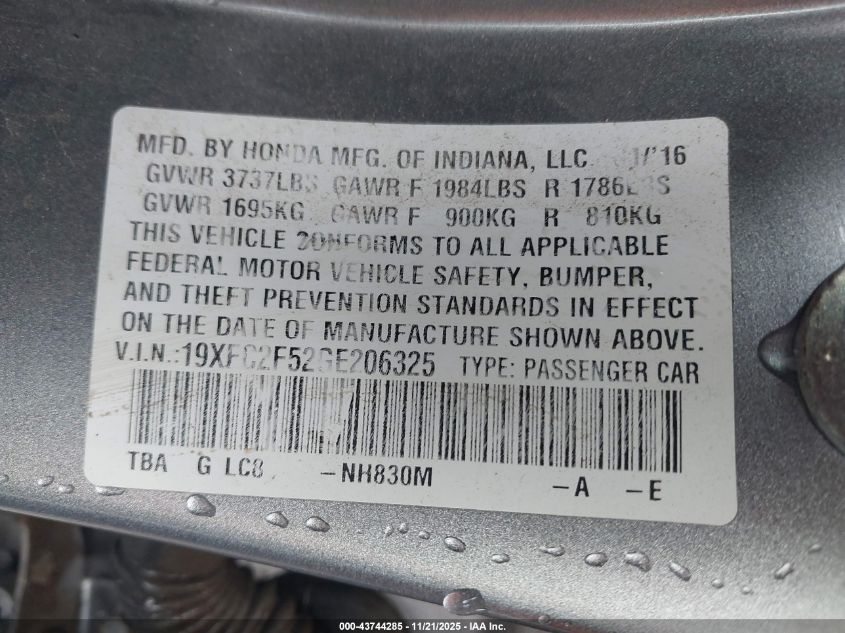 MFD. BY HONDA MFG. OF INDIANA, LLC. /'16
GVWR 3737LBS GAWR F 1984LBS R 1786LBS
GVWR 1695KG GAWR F 900KG R 810KG
THIS VEHICLE CONFORMS TO ALL APPLICABLE
FEDERAL MOTOR VEHICLE SAFETY, BUMPER,
AND THEFT PREVENTION STANDARDS IN EFFECT
ON THE DATE OF MANUFACTURE SHOWN ABOVE.
V.I.N.:19XFC2F52GE206325 TYPE: PASSENGER CAR
TBA G LC8 -NH830M -A -E
000-43744285 - 11/21/2025 - IAA Inc.